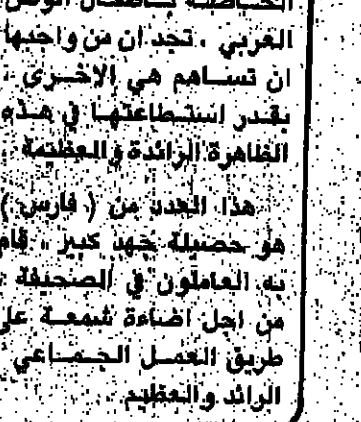 الخاصة بأطفال الوطن
العربي . تجد ان من واجبها
ان تساهم هي الاخرى
بقدر استطاعتها في هذه
الظاهرة الرائدة والعظيمة .
هذا العدد من ( فارس )
هو حصيلة جهد كبير . قام
به العاملون في الصحيفة
من اجل اضاءة شمعة على
طريق العمل الجماعي
الرائد والعظيم .